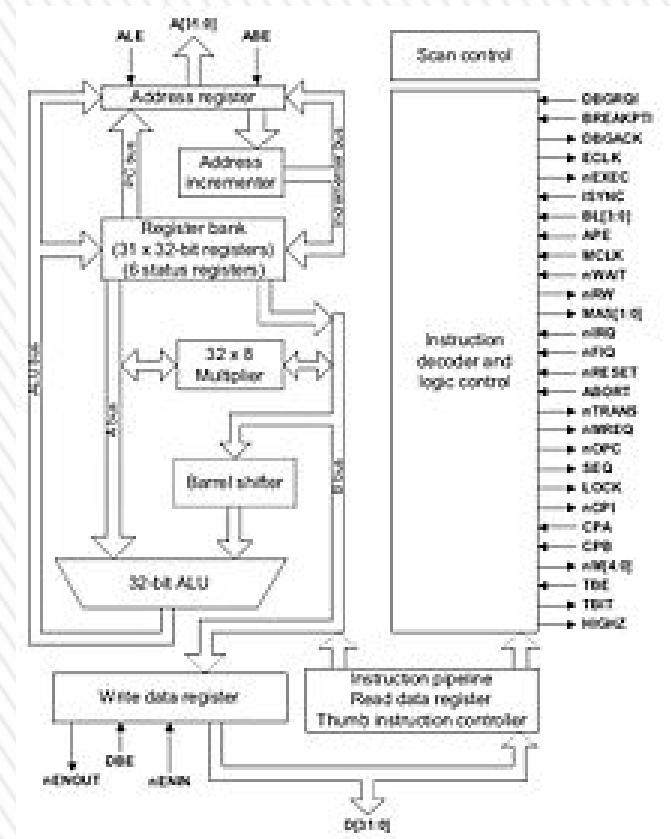 A[31:0]
ALE
ABE
Scan control
Address register
Address
incrementer
PC bus
Incrementer bus
Register bank
(31 x 32-bit registers)
(6 status registers)
32 x 8
Multiplier
ALU bus
A bus
B bus
Barrel shifter
32-bit ALU
Write data register
Instruction pipeline
Read data register
Thumb instruction controller
nENOUT
DBE
nENIN
D[31:0]
Instruction
decoder and
logic control
DBGRQI
BREAKPTI
DBGACK
ECLK
nEXEC
ISYNC
BL[3:0]
APE
MCLK
nWAIT
nRW
MAS[1:0]
nIRQ
nFIQ
nRESET
ABORT
nTRANS
nMREQ
nOPC
SEQ
LOCK
nCPI
CPA
CPB
nM[4:0]
TBE
TBIT
HIGHZ